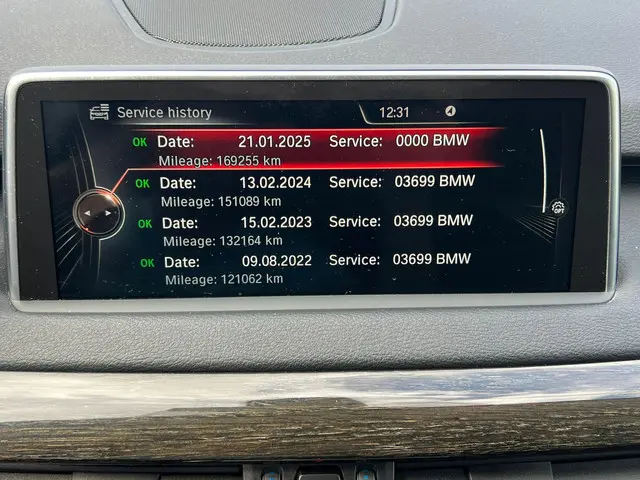 Service history 12:31
OK Date: 21.01.2025 Service: 0000 BMW
Mileage: 169255 km
OK Date: 13.02.2024 Service: 03699 BMW
Mileage: 151089 km
OK Date: 15.02.2023 Service: 03699 BMW
Mileage: 132164 km
OK Date: 09.08.2022 Service: 03699 BMW
Mileage: 121062 km
OPT